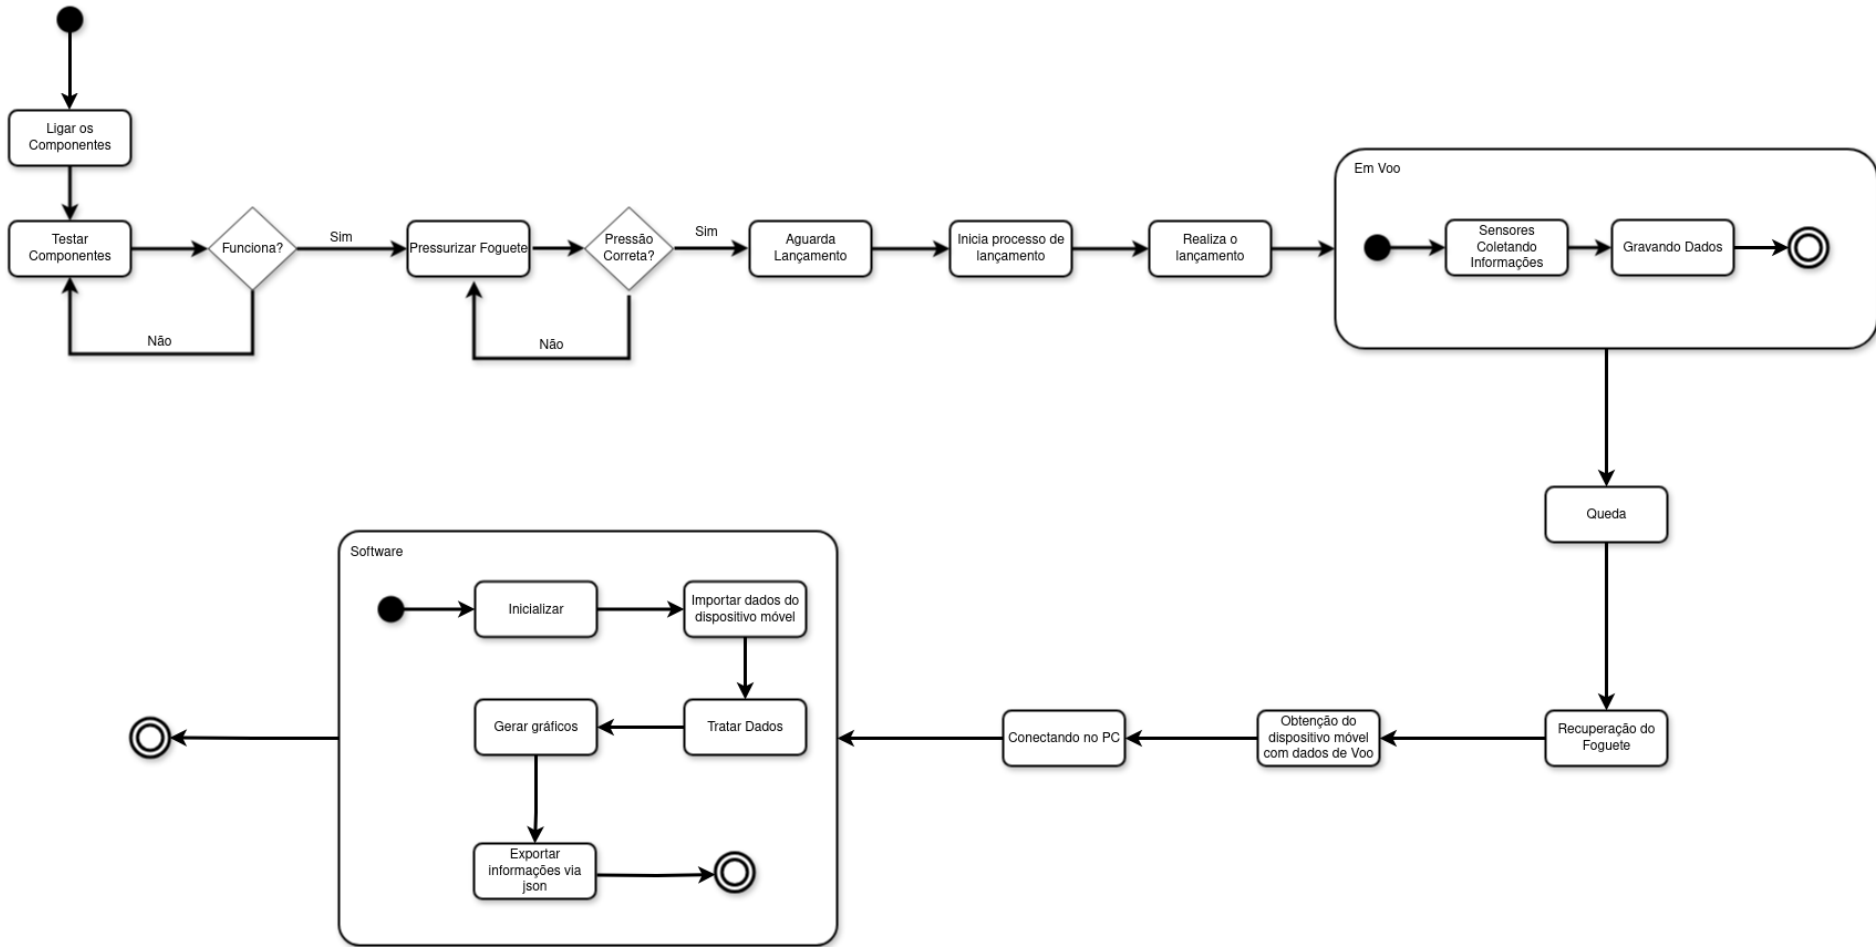 Ligar os
Componentes
Testar
Componentes
Funciona?
Sim
Não
Pressurizar Foguete
Pressão
Correta?
Sim
Não
Aguarda
Lançamento
Inicia processo de
lançamento
Realiza o
lançamento
Em Voo
Sensores
Coletando
Informações
Gravando Dados
Queda
Recuperação do
Foguete
Obtenção do
dispositivo móvel
com dados de Voo
Conectando no PC
Software
Inicializar
Importar dados do
dispositivo móvel
Tratar Dados
Gerar gráficos
Exportar
informações via
json